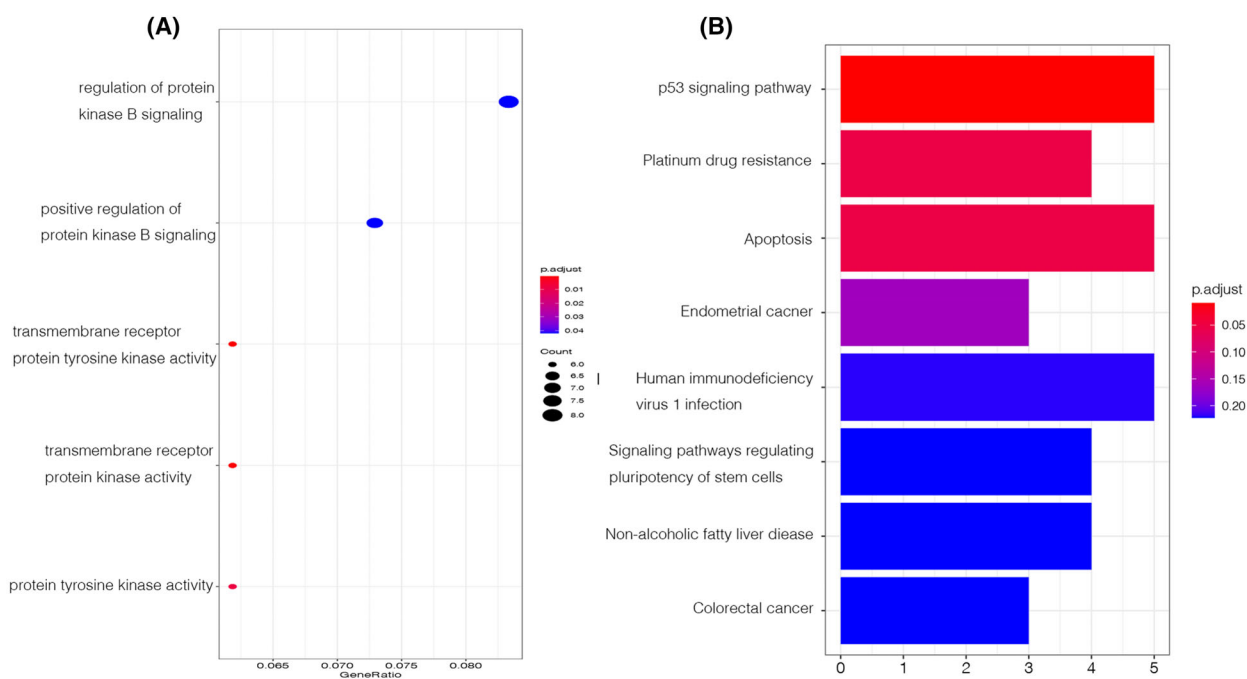 (A)
regulation of protein
kinase B signaling
positive regulation of
protein kinase B signaling
transmembrane receptor
protein tyrosine kinase activity
transmembrane receptor
protein kinase activity
protein tyrosine kinase activity
0.065 0.070 0.075 0.080
GeneRatio
p.adjust
0.01
0.02
0.03
0.04
Count
6.0
6.5
7.0
7.5
8.0
(B)
p53 signaling pathway
Platinum drug resistance
Apoptosis
Endometrial cacner
Human immunodeficiency
virus 1 infection
Signaling pathways regulating
pluripotency of stem cells
Non-alcoholic fatty liver disease
Colorectal cancer
0 1 2 3 4 5
p.adjust
0.05
0.10
0.15
0.20